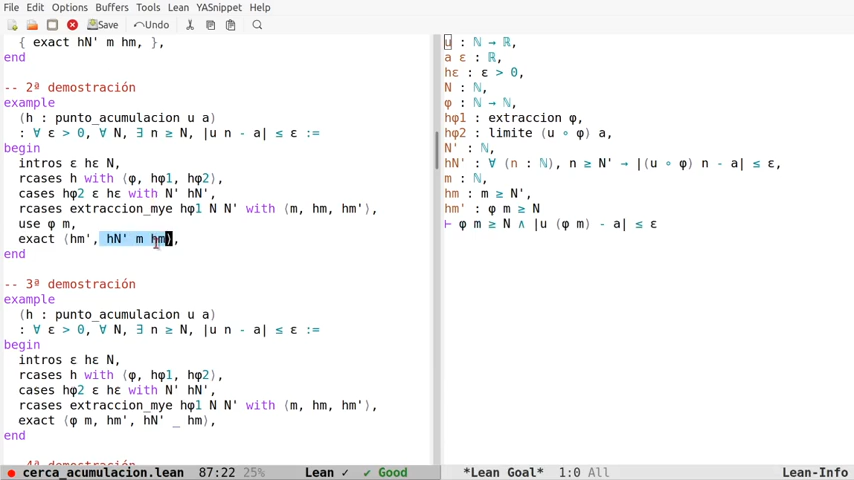 File Edit Options Buffers Tools Lean YASnippet Help
Save Undo
{ exact hN' m hm, },
end
-- 2ª demostración
example
(h : punto_acumulacion u a)
: ∀ ε > 0, ∀ N, ∃ n ≥ N, |u n - a| ≤ ε :=
begin
intros ε hε N,
rcases h with ⟨φ, hφ1, hφ2⟩,
cases hφ2 ε hε with N' hN',
rcases extraccion_mye hφ1 N N' with ⟨m, hm, hm'⟩,
use φ m,
exact ⟨hm', hN' m hm⟩,
end
-- 3ª demostración
example
(h : punto_acumulacion u a)
: ∀ ε > 0, ∀ N, ∃ n ≥ N, |u n - a| ≤ ε :=
begin
intros ε hε N,
rcases h with ⟨φ, hφ1, hφ2⟩,
cases hφ2 ε hε with N' hN',
rcases extraccion_mye hφ1 N N' with ⟨m, hm, hm'⟩,
exact ⟨φ m, hm', hN' _ hm⟩,
end
-- 4ª demostración
cerca_acumulacion.lean 87:22 25% Lean ✓ ✔ Good
u : ℕ → ℝ,
a ε : ℝ,
hε : ε > 0,
N : ℕ,
φ : ℕ → ℕ,
hφ1 : extraccion φ,
hφ2 : limite (u ∘ φ) a,
N' : ℕ,
hN' : ∀ (n : ℕ), n ≥ N' → |(u ∘ φ) n - a| ≤ ε,
m : ℕ,
hm : m ≥ N',
hm' : φ m ≥ N
⊢ φ m ≥ N ∧ |u (φ m) - a| ≤ ε
*Lean Goal* 1:0 All Lean-Info